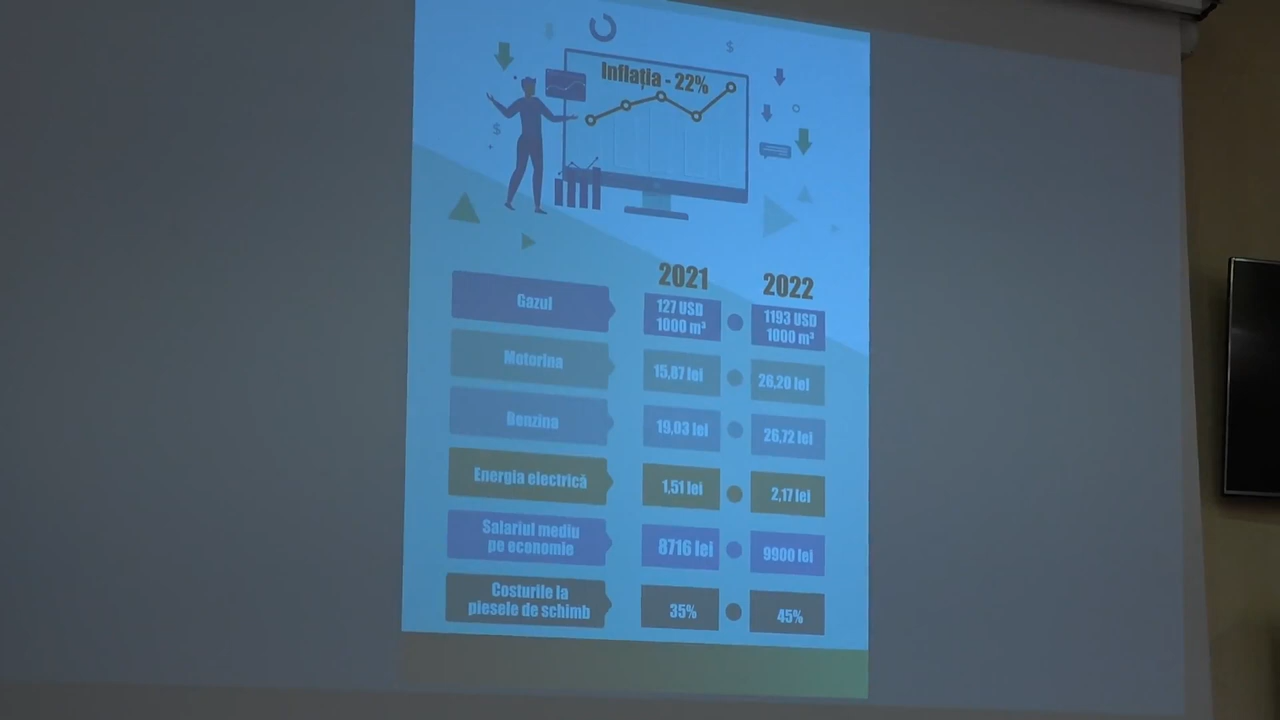 Inflația - 22%
2021
2022
Gazul
127 USD
1000 m³
1193 USD
1000 m³
Motorina
15,87 lei
26,20 lei
Benzina
19,03 lei
26,72 lei
Energia electrică
1,51 lei
2,17 lei
Salariul mediu
pe economie
8716 lei
9900 lei
Costurile la
piesele de schimb
35%
45%